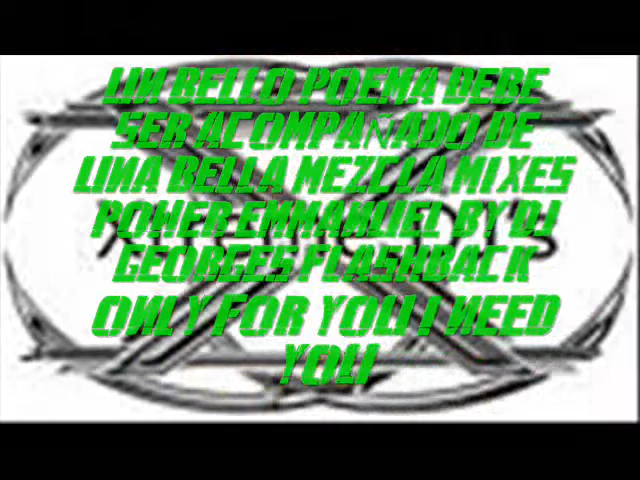 UN BELLO POEMA DEBE
SER ACOMPAÑADO DE
UNA BELLA MEZCLA MIXES
POWER EMMANUEL BY DJ
GEORGES FLASHBACK
ONLY FOR YOU I NEED
YOU